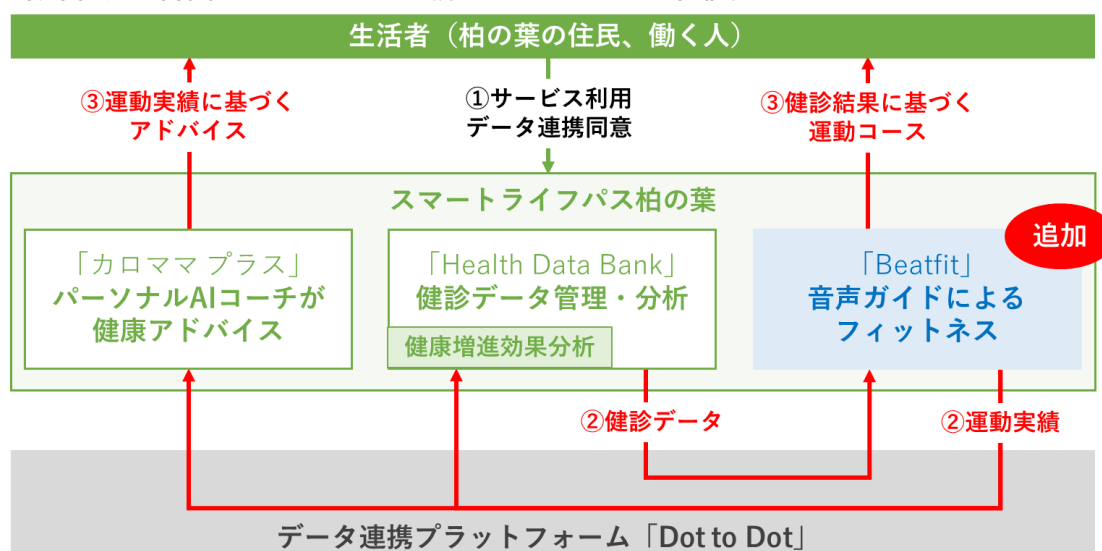 生活者（柏の葉の住民、働く人）
③運動実績に基づく
アドバイス
①サービス利用
データ連携同意
③健診結果に基づく
運動コース
スマートライフパス柏の葉
追加
「カロママ プラス」
パーソナルAIコーチが
健康アドバイス
「Health Data Bank」
健診データ管理・分析
健康増進効果分析
「Beatfit」
音声ガイドによる
フィットネス
②健診データ
②運動実績
データ連携プラットフォーム「Dot to Dot」